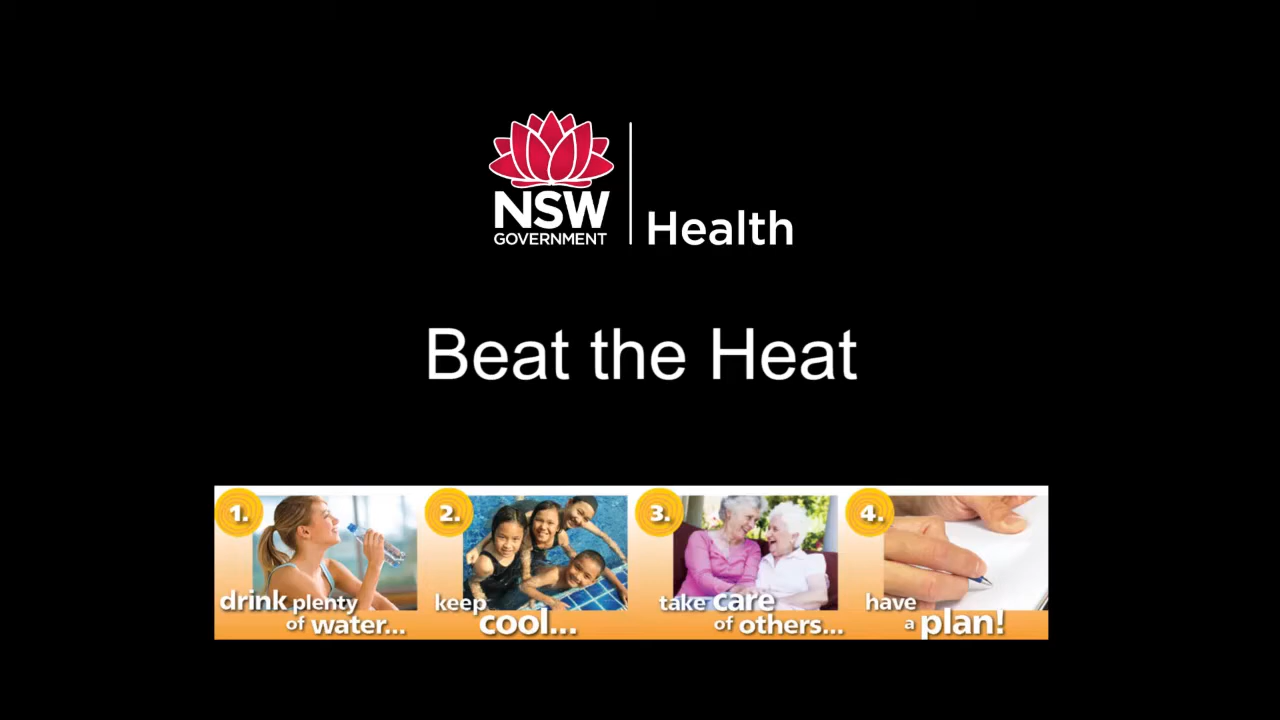 NSW
GOVERNMENT
Health
Beat the Heat
1.
drink plenty
of water...
2.
keep
cool...
3.
take care
of others...
4.
have
a plan!